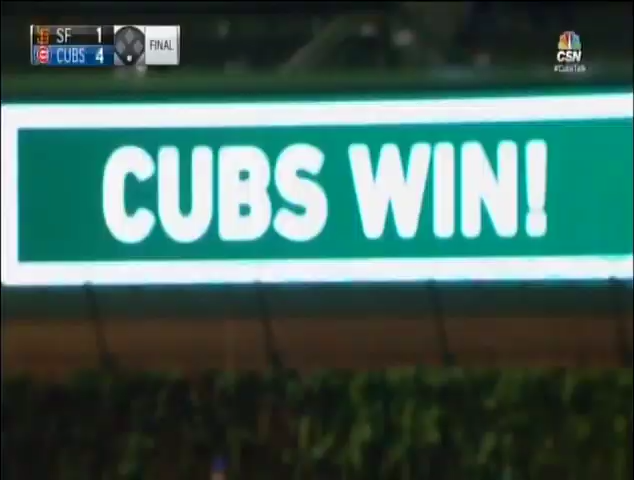 SF 1
CUBS 4
FINAL
CSN
#CubsTalk
CUBS WIN!